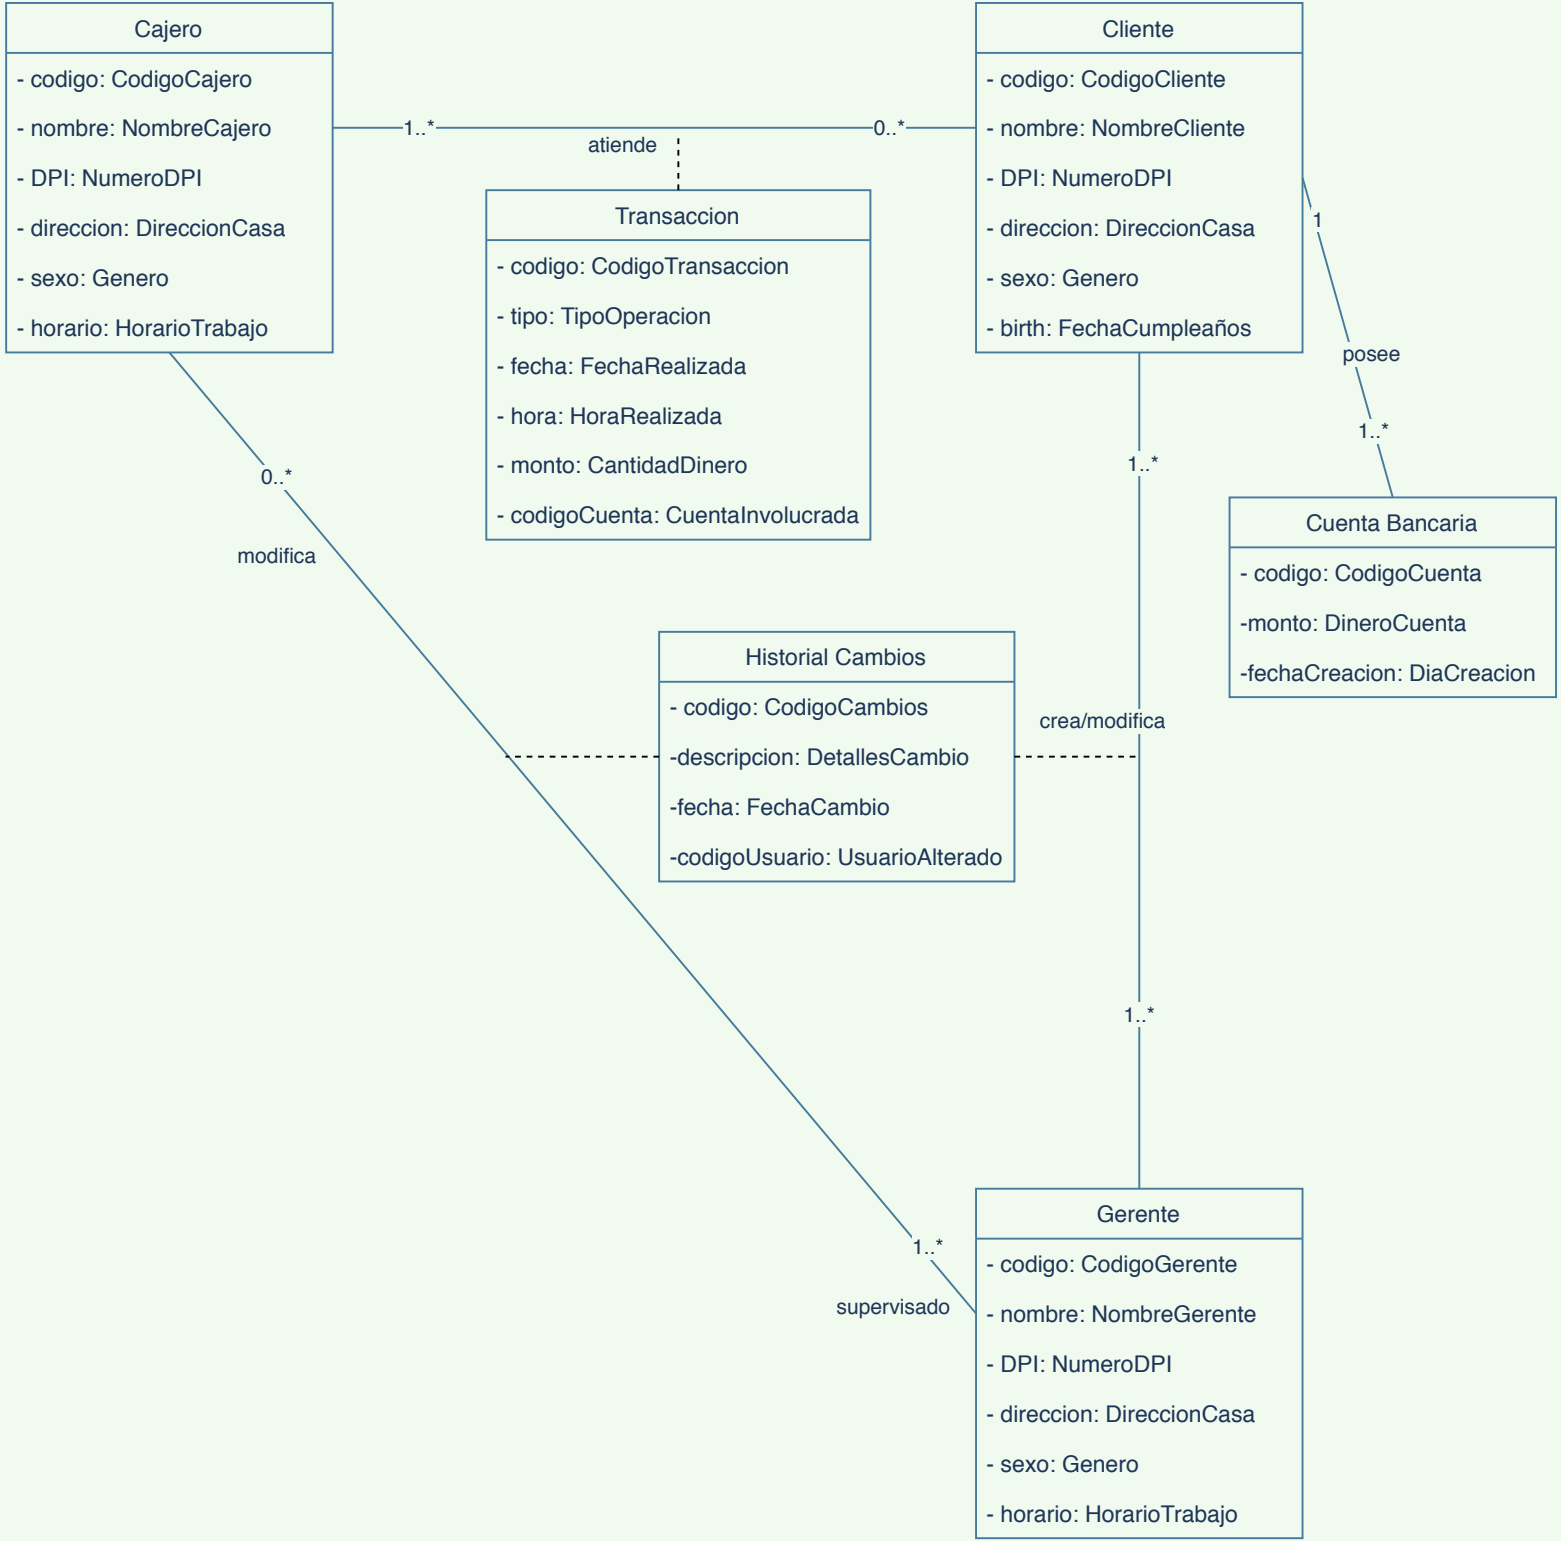 Cajero
- codigo: CodigoCajero
- nombre: NombreCajero
- DPI: NumeroDPI
- direccion: DireccionCasa
- sexo: Genero
- horario: HorarioTrabajo
1..*
atiende
0..*
Cliente
- codigo: CodigoCliente
- nombre: NombreCliente
- DPI: NumeroDPI
- direccion: DireccionCasa
- sexo: Genero
- birth: FechaCumpleaños
Transaccion
- codigo: CodigoTransaccion
- tipo: TipoOperacion
- fecha: FechaRealizada
- hora: HoraRealizada
- monto: CantidadDinero
- codigoCuenta: CuentaInvolucrada
1
posee
1..*
Cuenta Bancaria
- codigo: CodigoCuenta
-monto: DineroCuenta
-fechaCreacion: DiaCreacion
0..*
modifica
1..*
Historial Cambios
- codigo: CodigoCambios
-descripcion: DetallesCambio
-fecha: FechaCambio
-codigoUsuario: UsuarioAlterado
crea/modifica
1..*
1..*
supervisado
Gerente
- codigo: CodigoGerente
- nombre: NombreGerente
- DPI: NumeroDPI
- direccion: DireccionCasa
- sexo: Genero
- horario: HorarioTrabajo